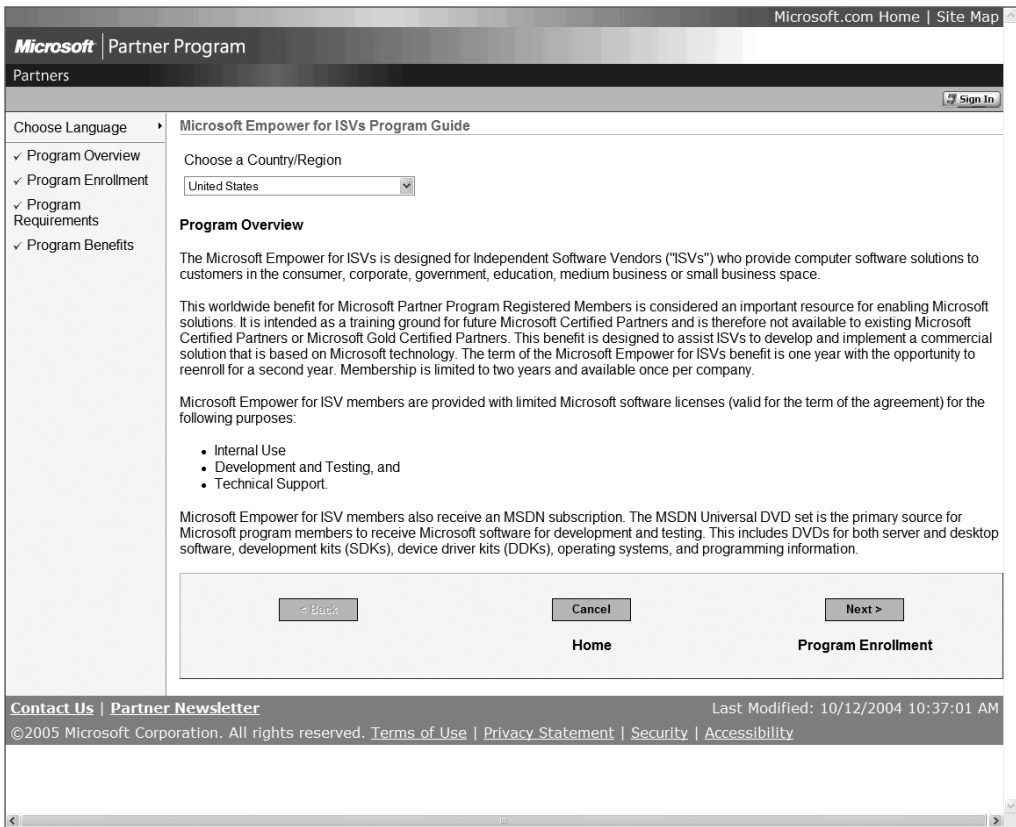 Microsoft.com Home | Site Map
Microsoft | Partner Program
Partners
Sign In
Choose Language
Program Overview
Program Enrollment
Program
Requirements
Program Benefits
Microsoft Empower for ISVs Program Guide
Choose a Country/Region
United States
Program Overview
The Microsoft Empower for ISVs is designed for Independent Software Vendors ("ISVs") who provide computer software solutions to
customers in the consumer, corporate, government, education, medium business or small business space.
This worldwide benefit for Microsoft Partner Program Registered Members is considered an important resource for enabling Microsoft
solutions. It is intended as a training ground for future Microsoft Certified Partners and is therefore not available to existing Microsoft
Certified Partners or Microsoft Gold Certified Partners. This benefit is designed to assist ISVs to develop and implement a commercial
solution that is based on Microsoft technology. The term of the Microsoft Empower for ISVs benefit is one year with the opportunity to
reenroll for a second year. Membership is limited to two years and available once per company.
Microsoft Empower for ISV members are provided with limited Microsoft software licenses (valid for the term of the agreement) for the
following purposes:
• Internal Use
• Development and Testing, and
• Technical Support.
Microsoft Empower for ISV members also receive an MSDN subscription. The MSDN Universal DVD set is the primary source for
Microsoft program members to receive Microsoft software for development and testing. This includes DVDs for both server and desktop
software, development kits (SDKs), device driver kits (DDKs), operating systems, and programming information.
< Back
Cancel
Next >
Home
Program Enrollment
Contact Us | Partner Newsletter
Last Modified: 10/12/2004 10:37:01 AM
©2005 Microsoft Corporation. All rights reserved. Terms of Use | Privacy Statement | Security | Accessibility